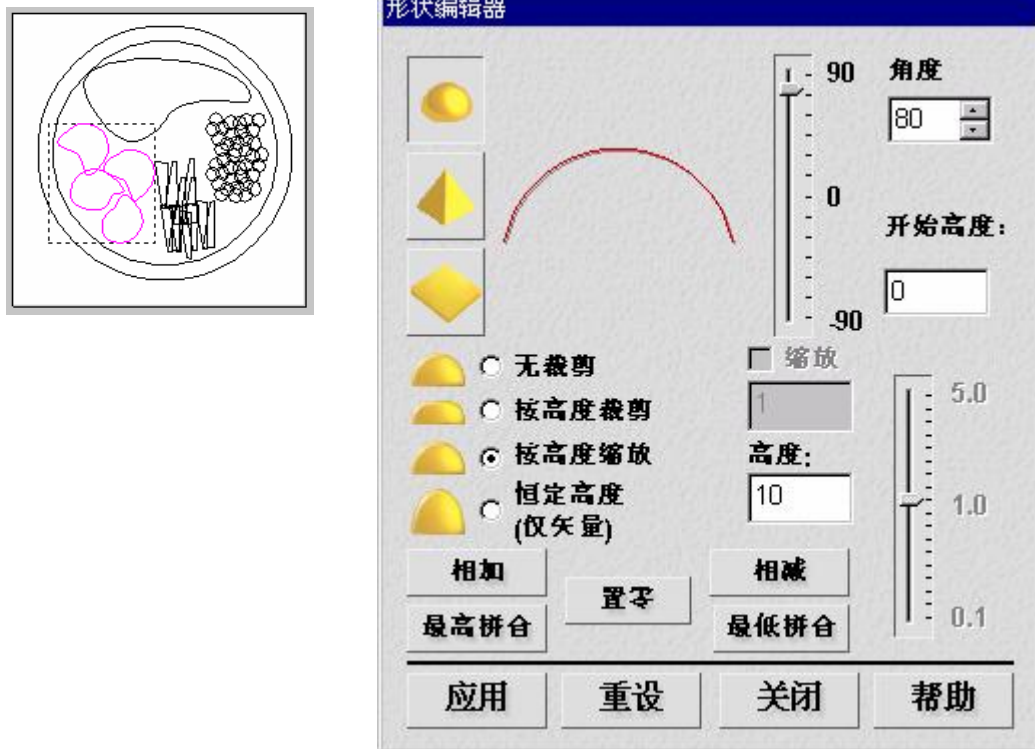 形状编辑器
90
角度
80
0
开始高度：
0
-90
无裁剪
缩放
按高度裁剪
1
5.0
按高度缩放
高度：
恒定高度
10
1.0
(仅矢量)
相加
相减
置零
0.1
最高拼合
最低拼合
应用
重设
关闭
帮助